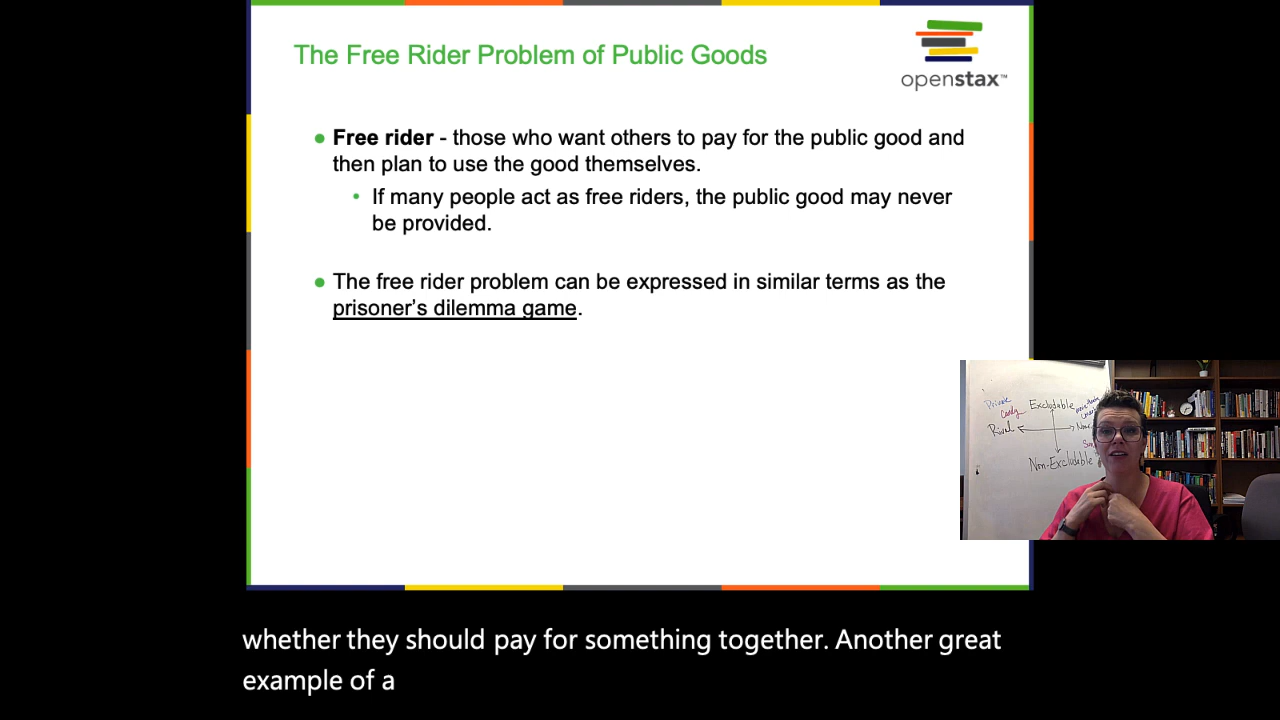 The Free Rider Problem of Public Goods
openstax™
● Free rider - those who want others to pay for the public good and
then plan to use the good themselves.
• If many people act as free riders, the public good may never
be provided.
● The free rider problem can be expressed in similar terms as the
prisoner's dilemma game.
Private
Candy
Excludable
Rival
Non-Excludable
whether they should pay for something together. Another great
example of a